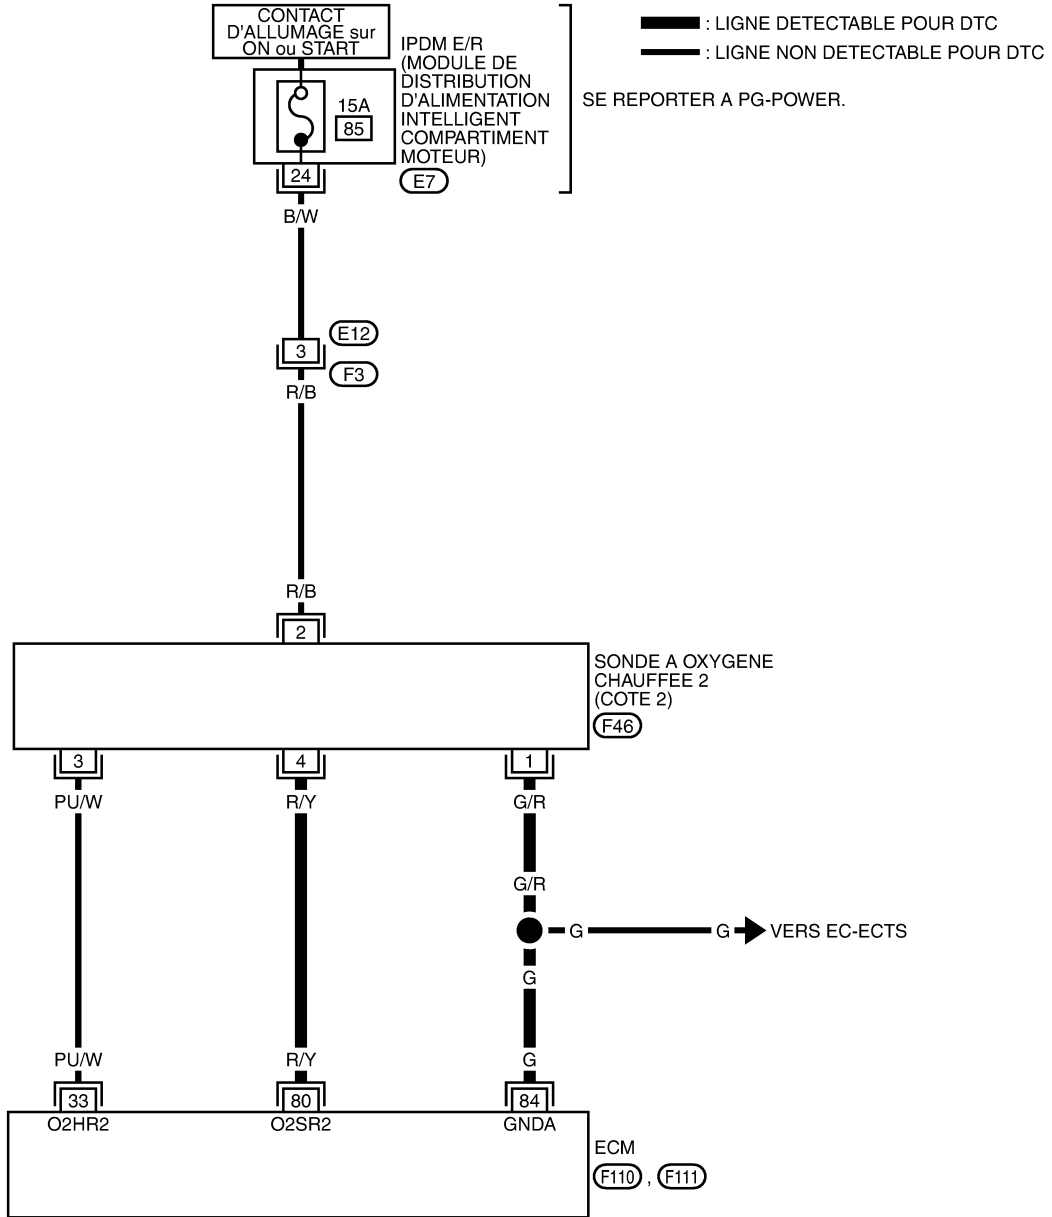 CONTACT
D'ALLUMAGE sur
ON ou START
: LIGNE DETECTABLE POUR DTC
: LIGNE NON DETECTABLE POUR DTC
IPDM E/R
(MODULE DE
DISTRIBUTION
D'ALIMENTATION
INTELLIGENT
COMPARTIMENT
MOTEUR)
E7
SE REPORTER A PG-POWER.
15A
85
24
B/W
E12
3
F3
R/B
R/B
2
SONDE A OXYGENE
CHAUFFEE 2
(COTE 2)
F46
3 4 1
PU/W R/Y G/R
G/R
G G VERS EC-ECTS
G
PU/W R/Y G
33 80 84
O2HR2 O2SR2 GNDA
ECM
F110 , F111